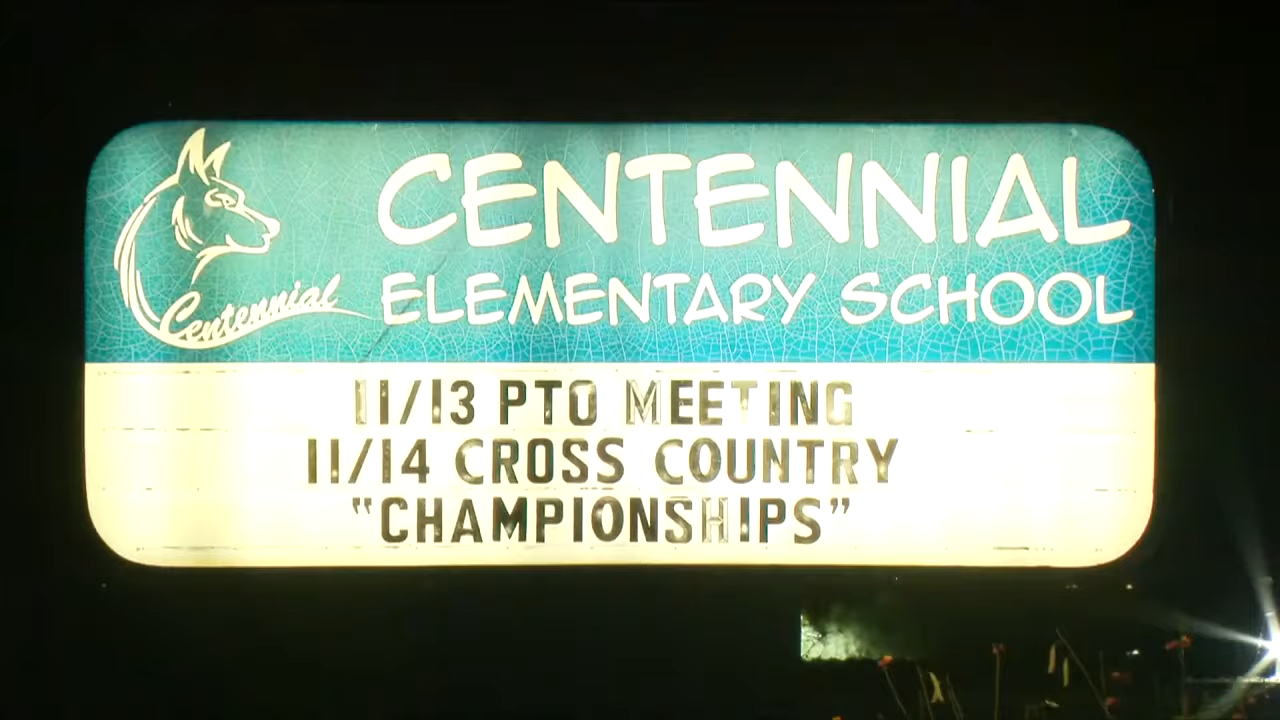 CENTENNIAL
Centennial
ELEMENTARY SCHOOL
11/13 PTO MEETING
11/14 CROSS COUNTRY
"CHAMPIONSHIPS"